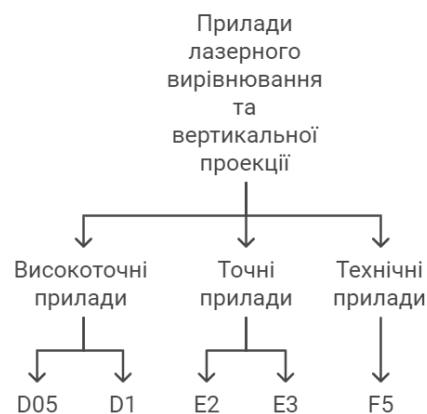 Прилади
лазерного
вирівнювання
та
вертикальної
проекції
Високоточні
прилади
Точні
прилади
Технічні
прилади
D05
D1
E2
E3
F5